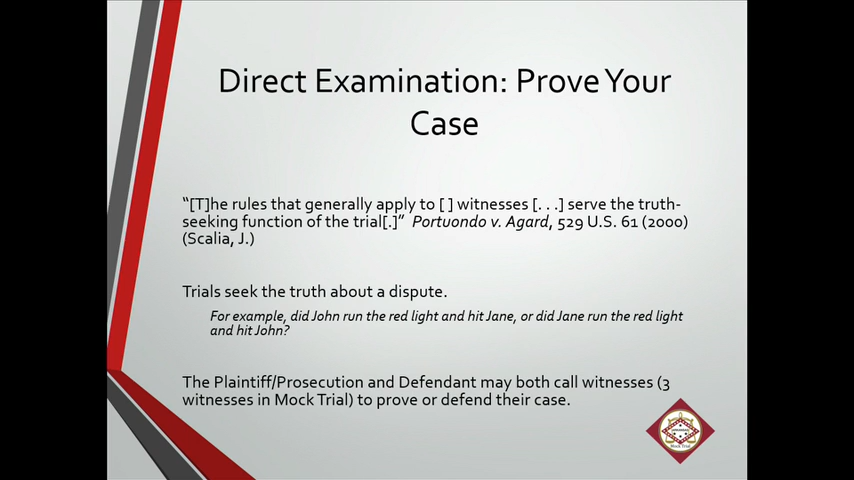 Direct Examination: Prove Your
Case
“[T]he rules that generally apply to [ ] witnesses [. . .] serve the truth-
seeking function of the trial[.]” Portuondo v. Agard, 529 U.S. 61 (2000)
(Scalia, J.)
Trials seek the truth about a dispute.
For example, did John run the red light and hit Jane, or did Jane run the red light
and hit John?
The Plaintiff/Prosecution and Defendant may both call witnesses (3
witnesses in Mock Trial) to prove or defend their case.
ARKANSAS
Mock Trial